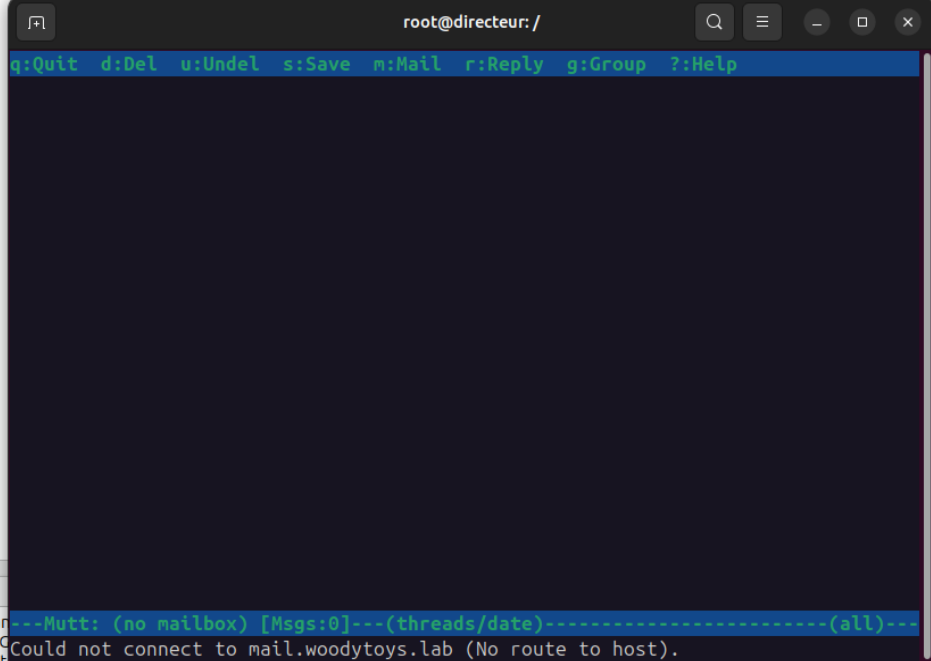 root@directeur: /
q:Quit  d:Del  u:Undel  s:Save  m:Mail  r:Reply  g:Group  ?:Help
---Mutt: (no mailbox) [Msgs:0]---(threads/date)-------------------------(all)---
Could not connect to mail.woodytoys.lab (No route to host).